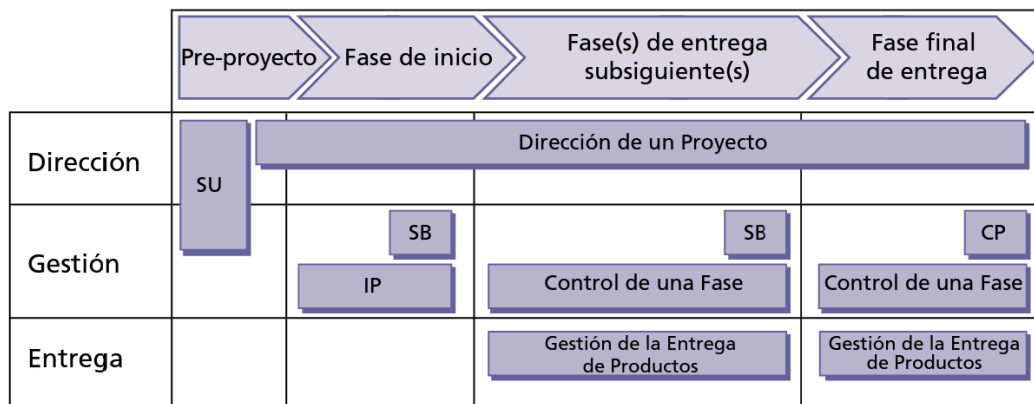 Pre-proyecto
Fase de inicio
Fase(s) de entrega
subsiguiente(s)
Fase final
de entrega
Dirección
SU
Dirección de un Proyecto
Gestión
SB
SB
CP
IP
Control de una Fase
Control de una Fase
Entrega
Gestión de la Entrega
de Productos
Gestión de la Entrega
de Productos